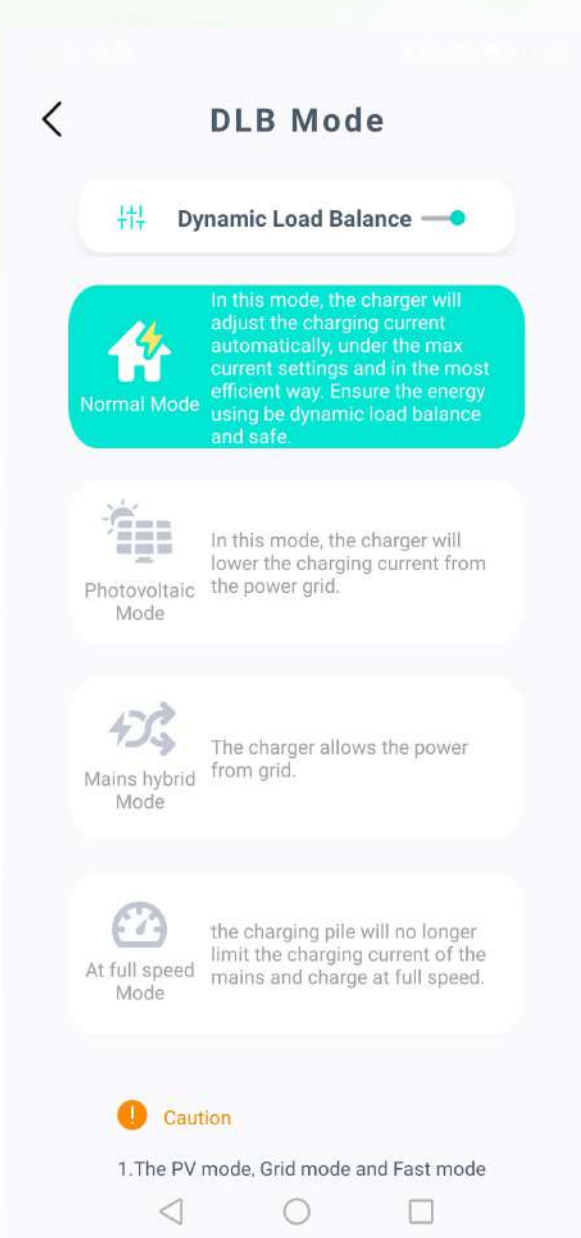 DLB Mode
Dynamic Load Balance
In this mode, the charger will
adjust the charging current
automatically, under the max
current settings and in the most
efficient way. Ensure the energy
using be dynamic load balance
and safe.
Normal Mode
In this mode, the charger will
lower the charging current from
the power grid.
Photovoltaic
Mode
The charger allows the power
from grid.
Mains hybrid
Mode
the charging pile will no longer
limit the charging current of the
mains and charge at full speed.
At full speed
Mode
Caution
1.The PV mode, Grid mode and Fast mode